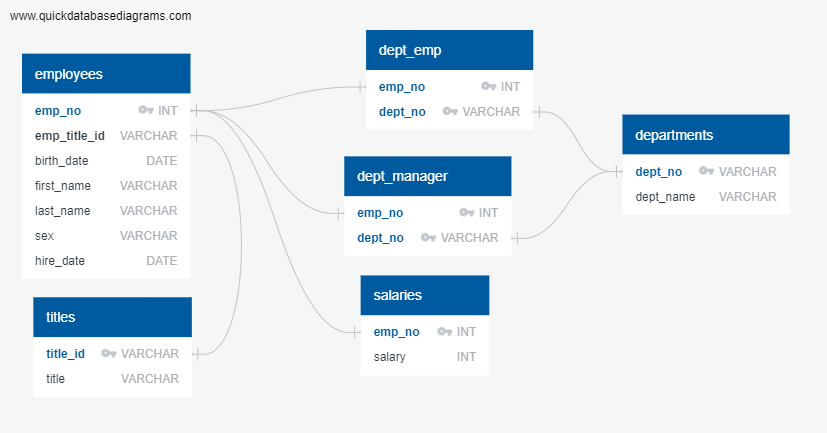 www.quickdatabasediagrams.com
employees
emp_no INT
emp_title_id VARCHAR
birth_date DATE
first_name VARCHAR
last_name VARCHAR
sex VARCHAR
hire_date DATE
titles
title_id VARCHAR
title VARCHAR
dept_emp
emp_no INT
dept_no VARCHAR
dept_manager
emp_no INT
dept_no VARCHAR
salaries
emp_no INT
salary INT
departments
dept_no VARCHAR
dept_name VARCHAR